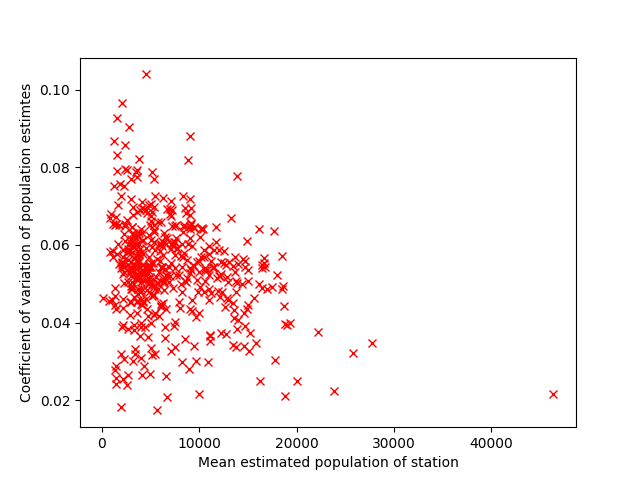 0.10
0.08
0.06
0.04
0.02
Coefficient of variation of population estimtes
0 10000 20000 30000 40000
Mean estimated population of station